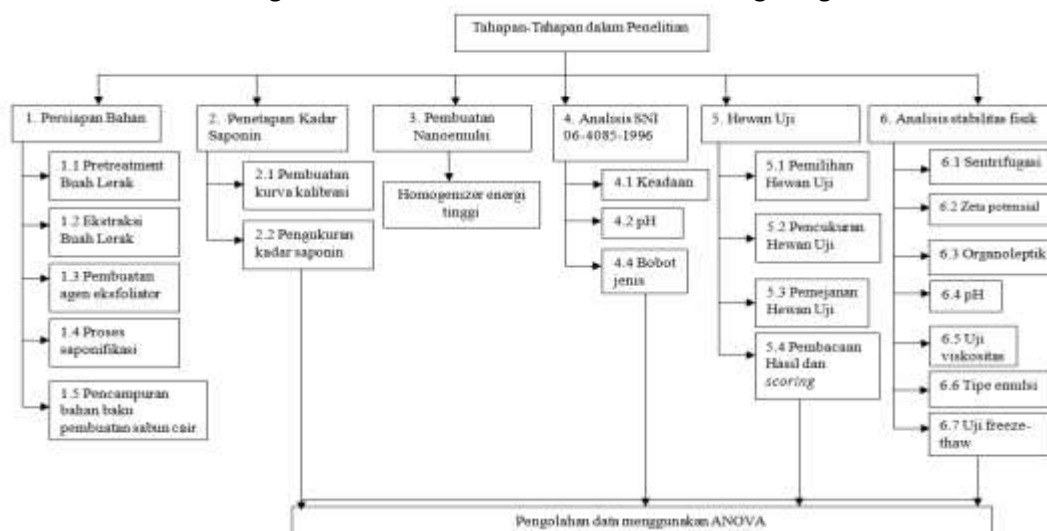 Tahapan-Tahapan dalam Penelitian
1. Persiapan Bahan
1.1 Pretreatment
Buah Lerak
1.2 Ekstraksi
Buah Lerak
1.3 Pembuatan
agen eksfoliator
1.4 Proses
saponifikasi
1.5 Pencampuran
bahan baku
pembuatan sabun cair
2. Penetapan Kadar
Saponin
2.1 Pembuatan
kurva kalibrasi
2.2 Pengukuran
kadar saponin
3. Pembuatan
Nanoemulsi
Homogenizer energi
tinggi
4. Analisis SNI
06-4085-1996
4.1 Keadaan
4.2 pH
4.4 Bobot
jenis
5. Hewan Uji
5.1 Pemilihan
Hewan Uji
5.2 Pencukuran
Hewan Uji
5.3 Pemejanan
Hewan Uji
5.4 Pembacaan
Hasil dan
scoring
6. Analisis stabilitas fisik
6.1 Sentrifugasi
6.2 Zeta potensial
6.3 Organoleptik
6.4 pH
6.5 Uji
viskositas
6.6 Tipe emulsi
6.7 Uji freeze-
thaw
Pengolahan data menggunakan ANOVA